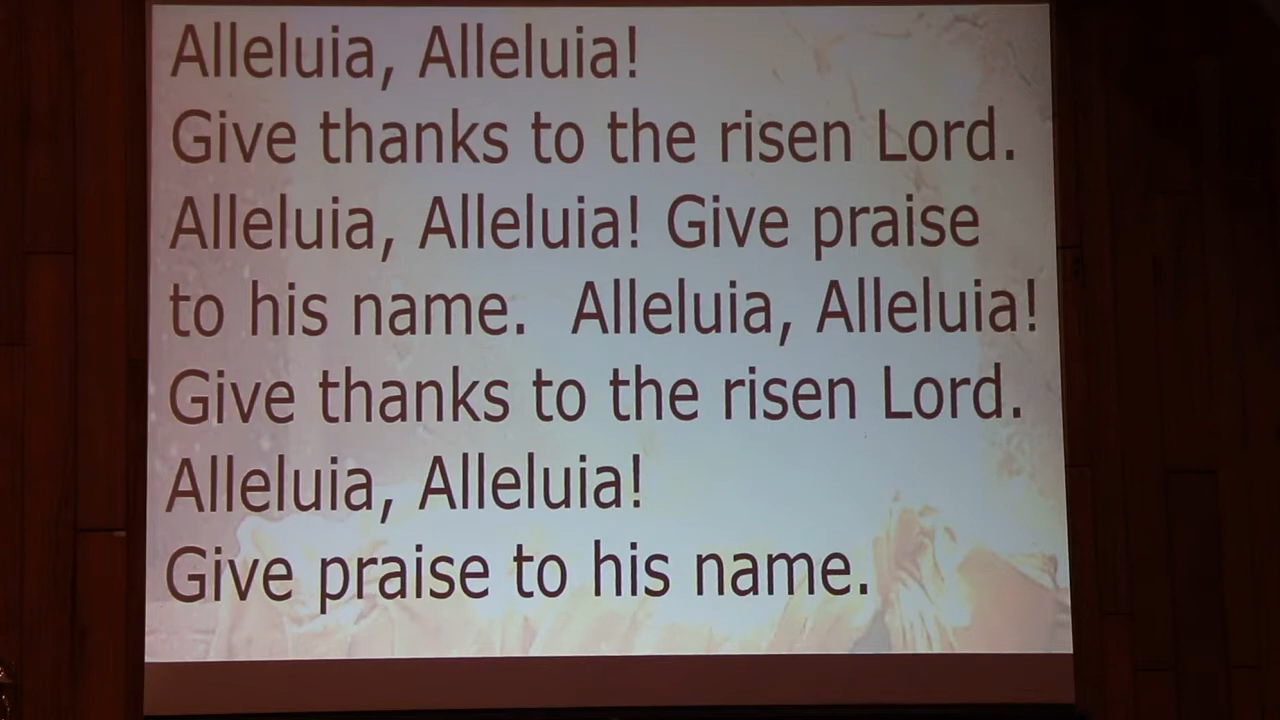 Alleluia, Alleluia!
Give thanks to the risen Lord.
Alleluia, Alleluia! Give praise
to his name.  Alleluia, Alleluia!
Give thanks to the risen Lord.
Alleluia, Alleluia!
Give praise to his name.